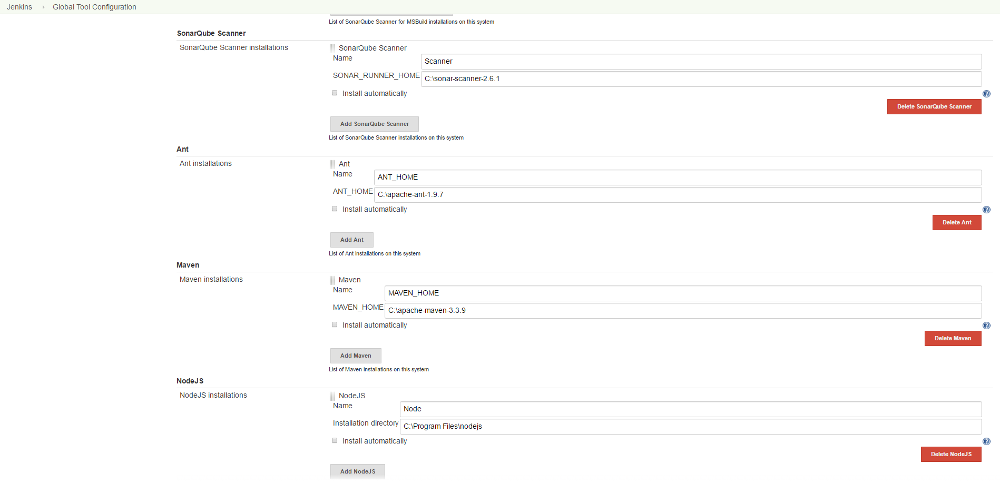 Jenkins Global Tool Configuration
List of SonarQube Scanner for MSBuild installations on this system
SonarQube Scanner
SonarQube Scanner installations
SonarQube Scanner
Name
Scanner
SONAR_RUNNER_HOME
C:\sonar-scanner-2.6.1
Install automatically
Delete SonarQube Scanner
Add SonarQube Scanner
List of SonarQube Scanner installations on this system
Ant
Ant installations
Ant
Name
ANT_HOME
ANT_HOME
C:\apache-ant-1.9.7
Install automatically
Delete Ant
Add Ant
List of Ant installations on this system
Maven
Maven installations
Maven
Name
MAVEN_HOME
MAVEN_HOME
C:\apache-maven-3.3.9
Install automatically
Delete Maven
Add Maven
List of Maven installations on this system
NodeJS
NodeJS installations
NodeJS
Name
Node
Installation directory
C:\Program Files\nodejs
Install automatically
Delete NodeJS
Add NodeJS